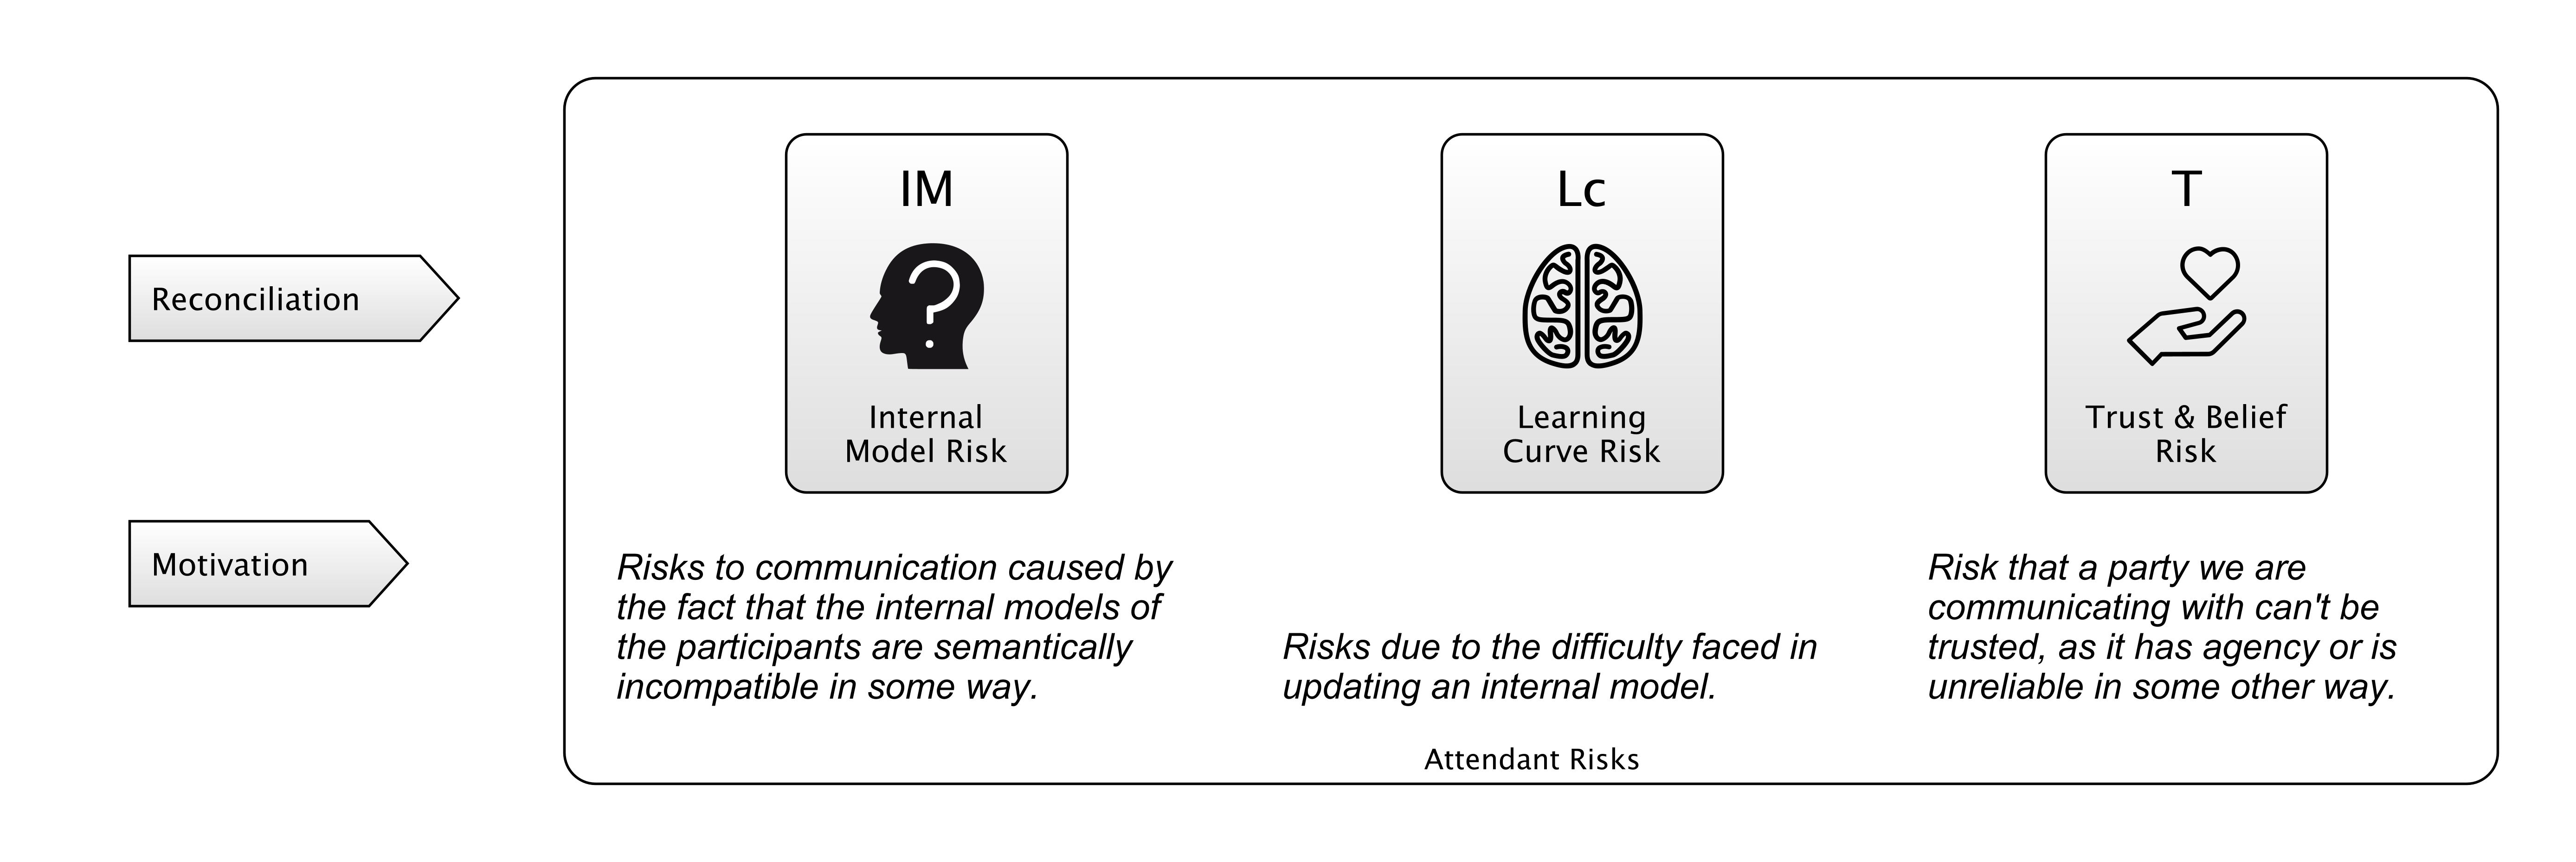 Reconciliation
Motivation
IM
Internal
Model Risk
Risks to communication caused by
the fact that the internal models of
the participants are semantically
incompatible in some way.
Lc
Learning
Curve Risk
Risks due to the difficulty faced in
updating an internal model.
T
Trust & Belief
Risk
Risk that a party we are
communicating with can't be
trusted, as it has agency or is
unreliable in some other way.
Attendant Risks